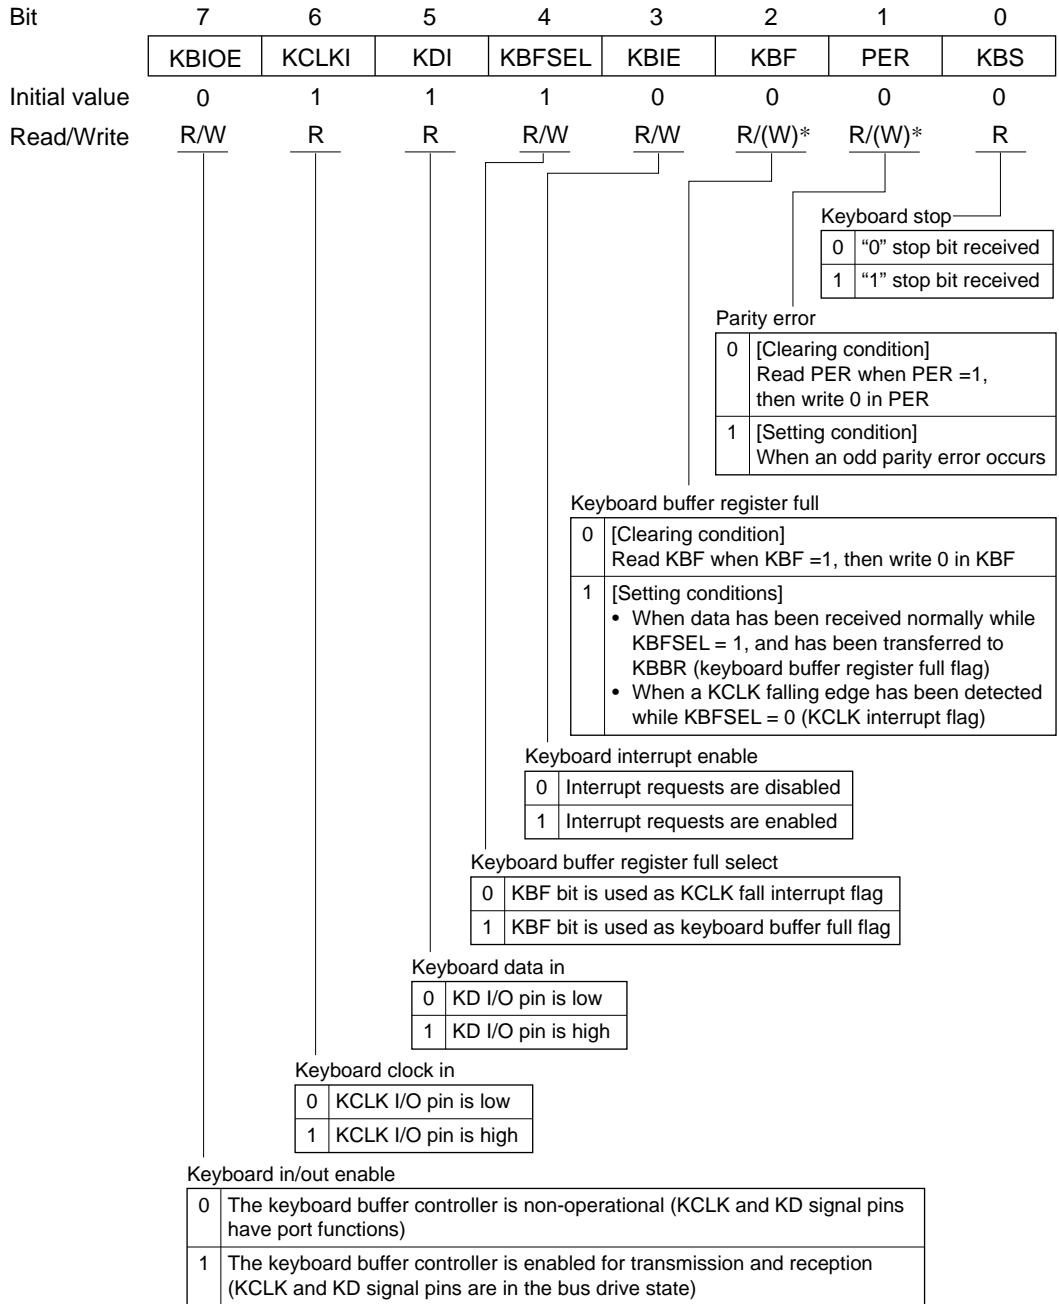 Bit 7 6 5 4 3 2 1 0
KBIOE KCLKI KDI KBFSEL KBIE KBF PER KBS
Initial value 0 1 1 1 0 0 0 0
Read/Write R/W R R R/W R/W R/(W)* R/(W)* R
Keyboard stop
0 “0” stop bit received
1 “1” stop bit received
Parity error
0 [Clearing condition]
Read PER when PER =1,
then write 0 in PER
1 [Setting condition]
When an odd parity error occurs
Keyboard buffer register full
0 [Clearing condition]
Read KBF when KBF =1, then write 0 in KBF
1 [Setting conditions]
• When data has been received normally while
KBFSEL = 1, and has been transferred to
KBBR (keyboard buffer register full flag)
• When a KCLK falling edge has been detected
while KBFSEL = 0 (KCLK interrupt flag)
Keyboard interrupt enable
0 Interrupt requests are disabled
1 Interrupt requests are enabled
Keyboard buffer register full select
0 KBF bit is used as KCLK fall interrupt flag
1 KBF bit is used as keyboard buffer full flag
Keyboard data in
0 KD I/O pin is low
1 KD I/O pin is high
Keyboard clock in
0 KCLK I/O pin is low
1 KCLK I/O pin is high
Keyboard in/out enable
0 The keyboard buffer controller is non-operational (KCLK and KD signal pins
have port functions)
1 The keyboard buffer controller is enabled for transmission and reception
(KCLK and KD signal pins are in the bus drive state)